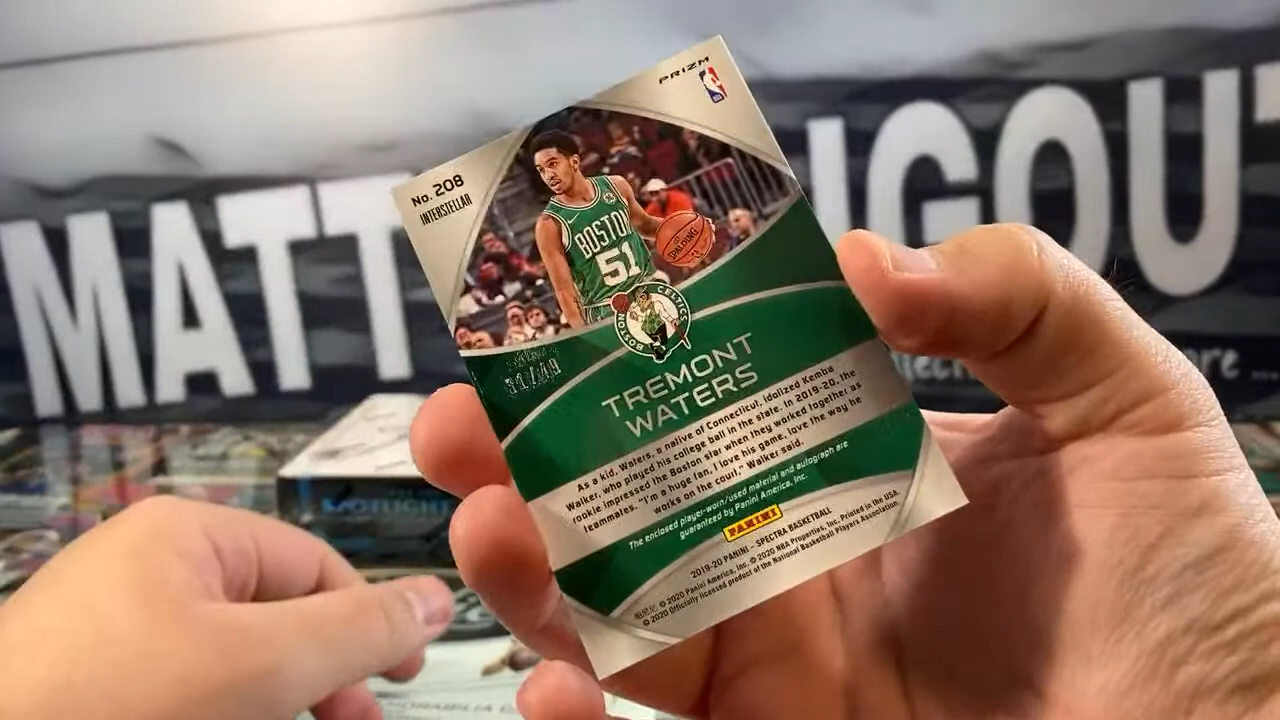 MATT
IGOUT
PRIZM
No. 208
INTERSTELLAR
BOSTON
51
SPALDING
BOSTON CELTICS
TREMONT
WATERS
As a kid, Waters, a native of Connecticut, idolized Kemba
Walker, who played his college ball in the state. In 2019-20, the
rookie impressed the Boston star when they worked together as
teammates. "I'm a huge fan. I love his game, love the way he
works on the court," Walker said.
The enclosed player-worn/used material and autograph are
guaranteed by Panini America, Inc.
PANINI
2019-20 PANINI - SPECTRA BASKETBALL
© 2020 Panini America, Inc. © 2020 NBA Properties, Inc. Printed in the USA.
© 2020 Officially licensed product of the National Basketball Players Association.